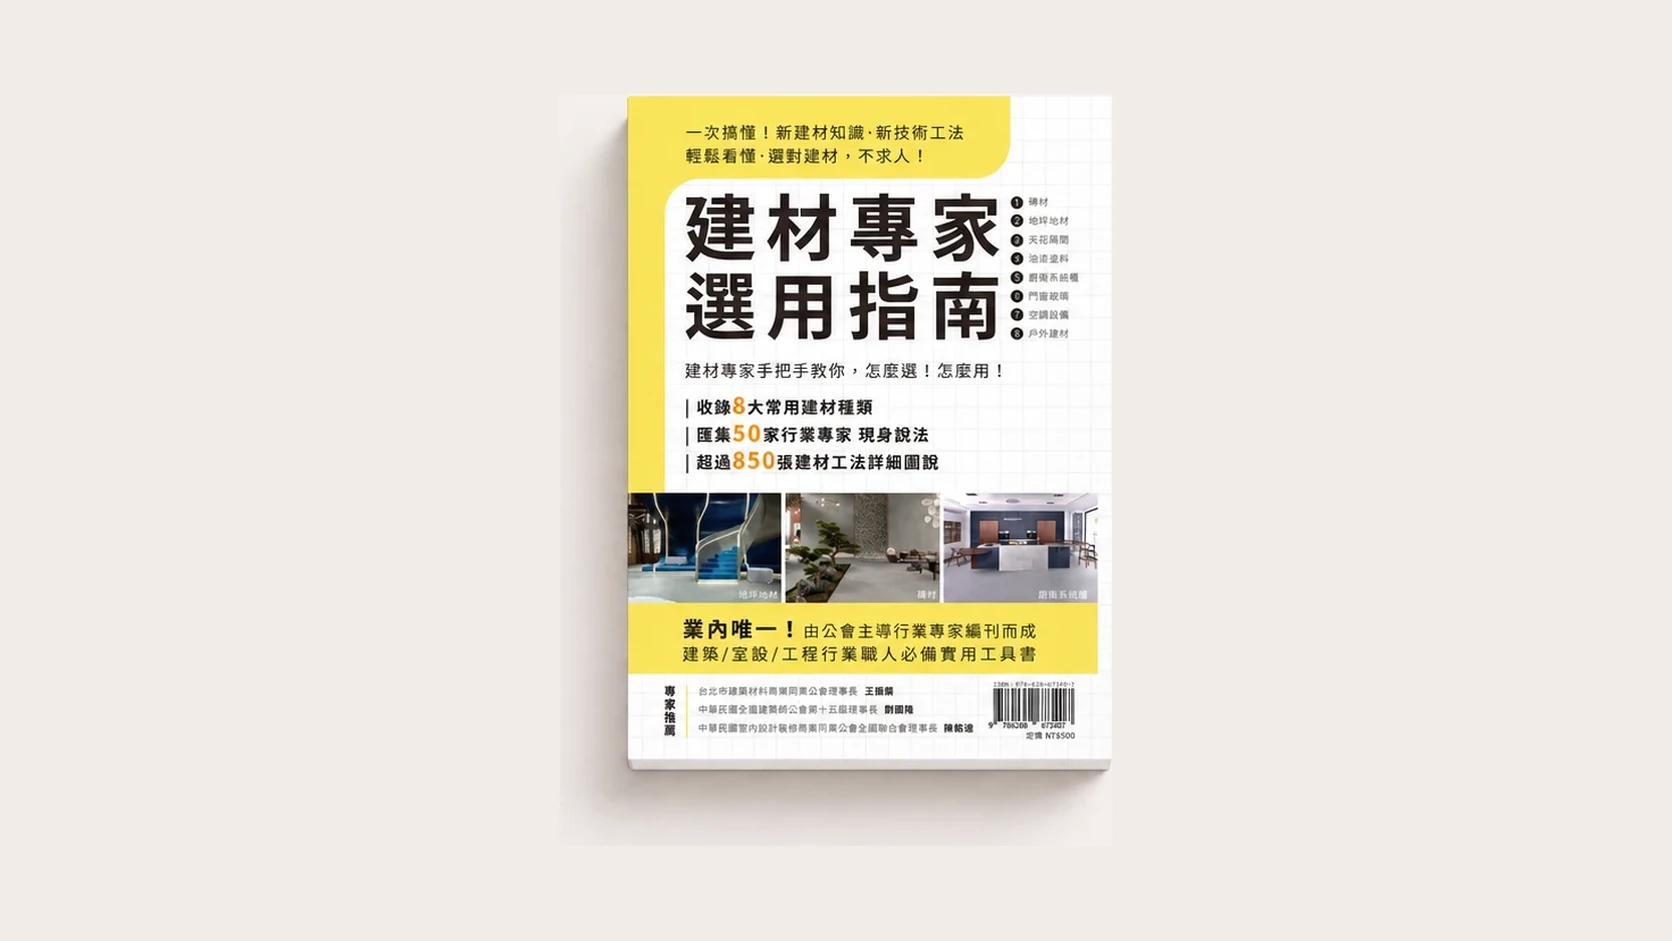 一次搞懂！新建材知識·新技術工法
輕鬆看懂·選對建材，不求人！
建材專家
選用指南
1 磚材
2 地坪地材
天花隔間
油漆塗料
廚衛系統櫃
門窗玻璃
7 空調設備
8 戶外建材
建材專家手把手教你，怎麼選！怎麼用！
收錄8大常用建材種類
匯集50家行業專家 現身說法
超過850張建材工法詳細圖說
地坪地材
磚材
廚衛系統櫃
業內唯一！由公會主導行業專家編刊而成
建築/室設/工程行業職人必備實用工具書
專家推薦
台北市建築材料商業同業公會理事長
中華民國全國建築師公會第十五屆理事長 劉國隆
中華民國室內設計裝修商業同業公會全國聯合會理事長
定價 NT$500